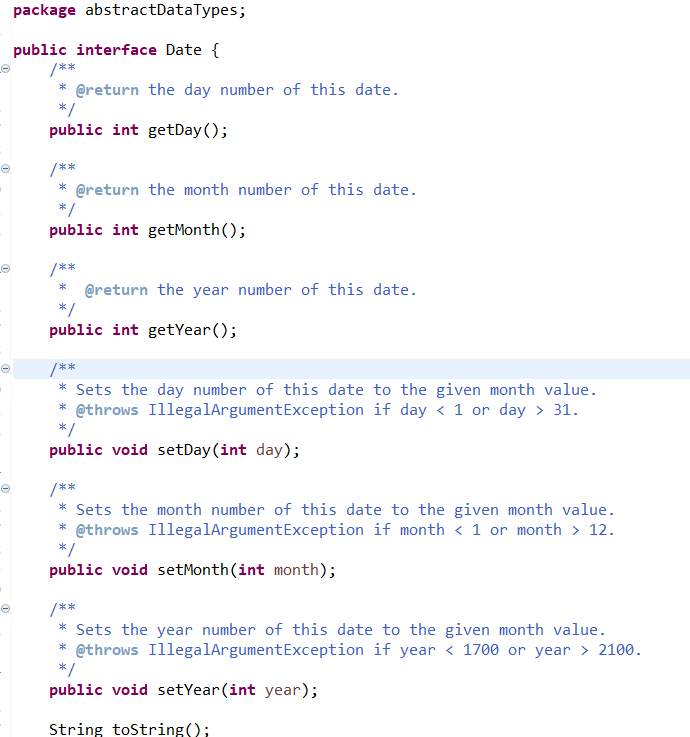 package abstractDataTypes;
public interface Date {
/**
* @return the day number of this date.
*/
public int getDay();
/**
* @return the month number of this date.
*/
public int getMonth();
/**
* @return the year number of this date.
*/
public int getYear();
/**
* Sets the day number of this date to the given month value.
* @throws IllegalArgumentException if day < 1 or day > 31.
*/
public void setDay(int day);
/**
* Sets the month number of this date to the given month value.
* @throws IllegalArgumentException if month < 1 or month > 12.
*/
public void setMonth(int month);
/**
* Sets the year number of this date to the given month value.
* @throws IllegalArgumentException if year < 1700 or year > 2100.
*/
public void setYear(int year);
String toString();